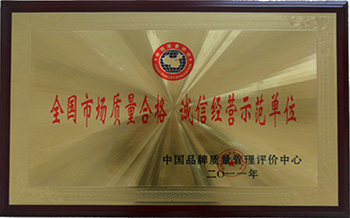 全国市场质量合格 诚信经营示范单位
中国品牌质量管理评价中心
二〇一一年